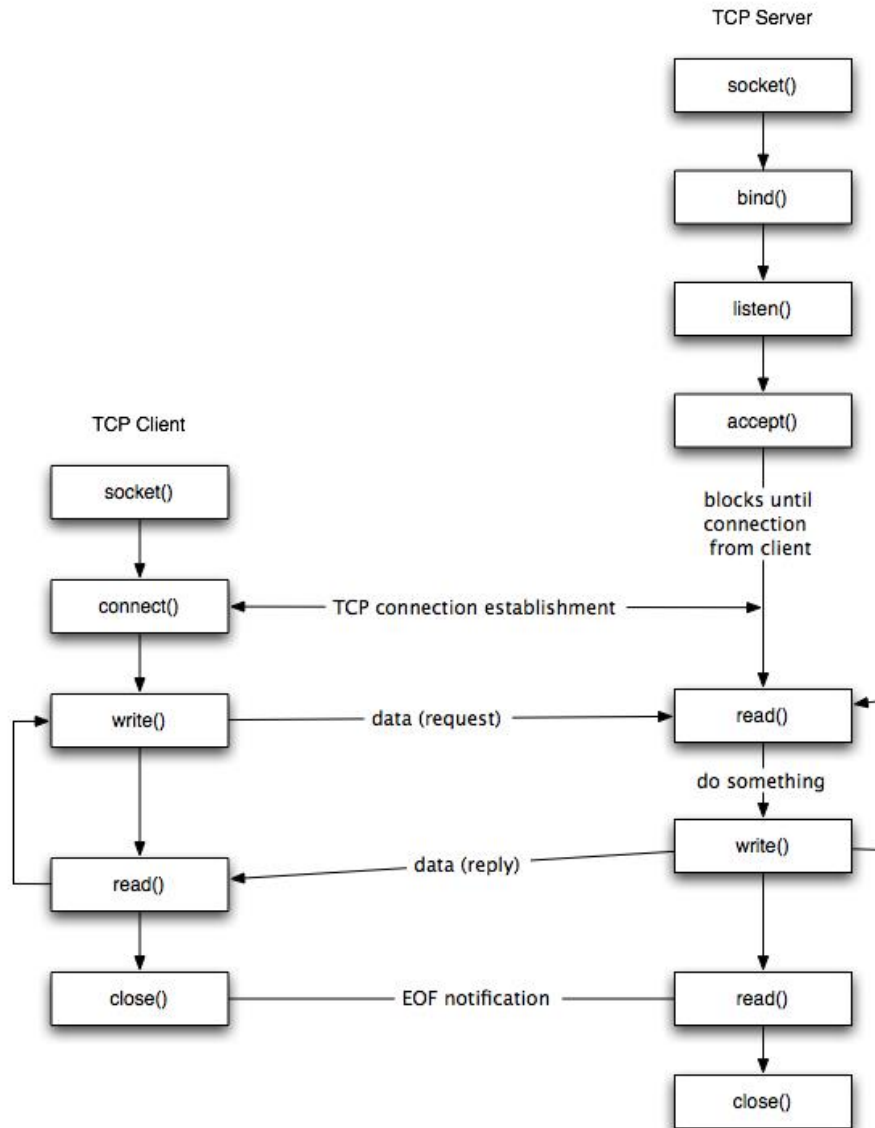 TCP Server
socket()
bind()
listen()
accept()
TCP Client
blocks until
connection
from client
socket()
connect()
TCP connection establishment
write()
data (request)
read()
do something
write()
data (reply)
read()
close()
EOF notification
read()
close()